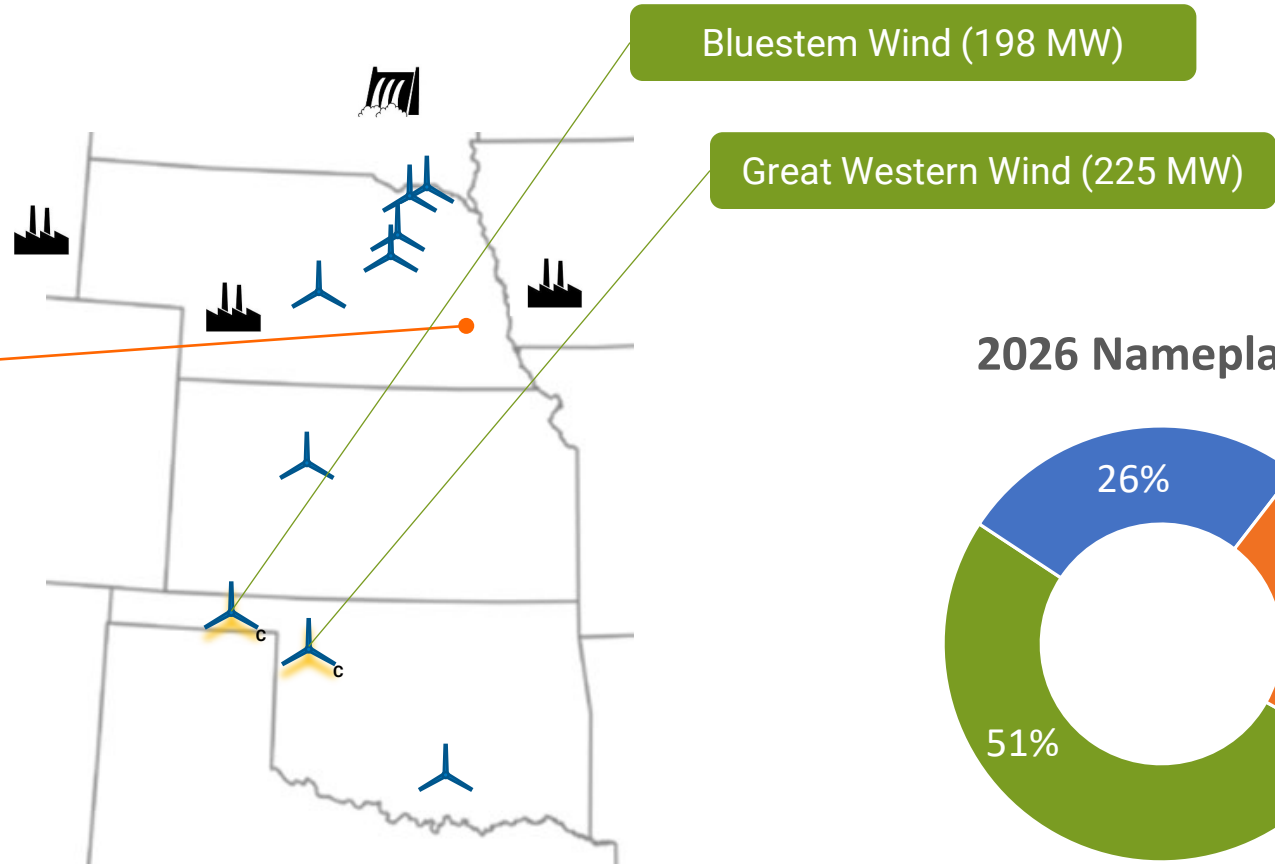 Bluestem Wind (198 MW)
Great Western Wind (225 MW)
2026 Namepla
26%
51%
C
C